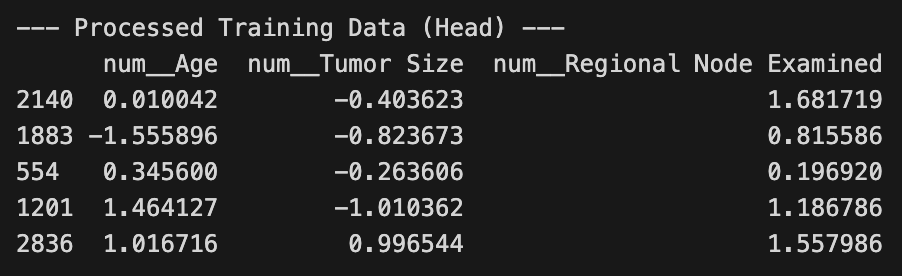 --- Processed Training Data (Head) ---
num__Age num__Tumor Size num__Regional Node Examined
2140 0.010042 -0.403623 1.681719
1883 -1.555896 -0.823673 0.815586
554 0.345600 -0.263606 0.196920
1201 1.464127 -1.010362 1.186786
2836 1.016716 0.996544 1.557986